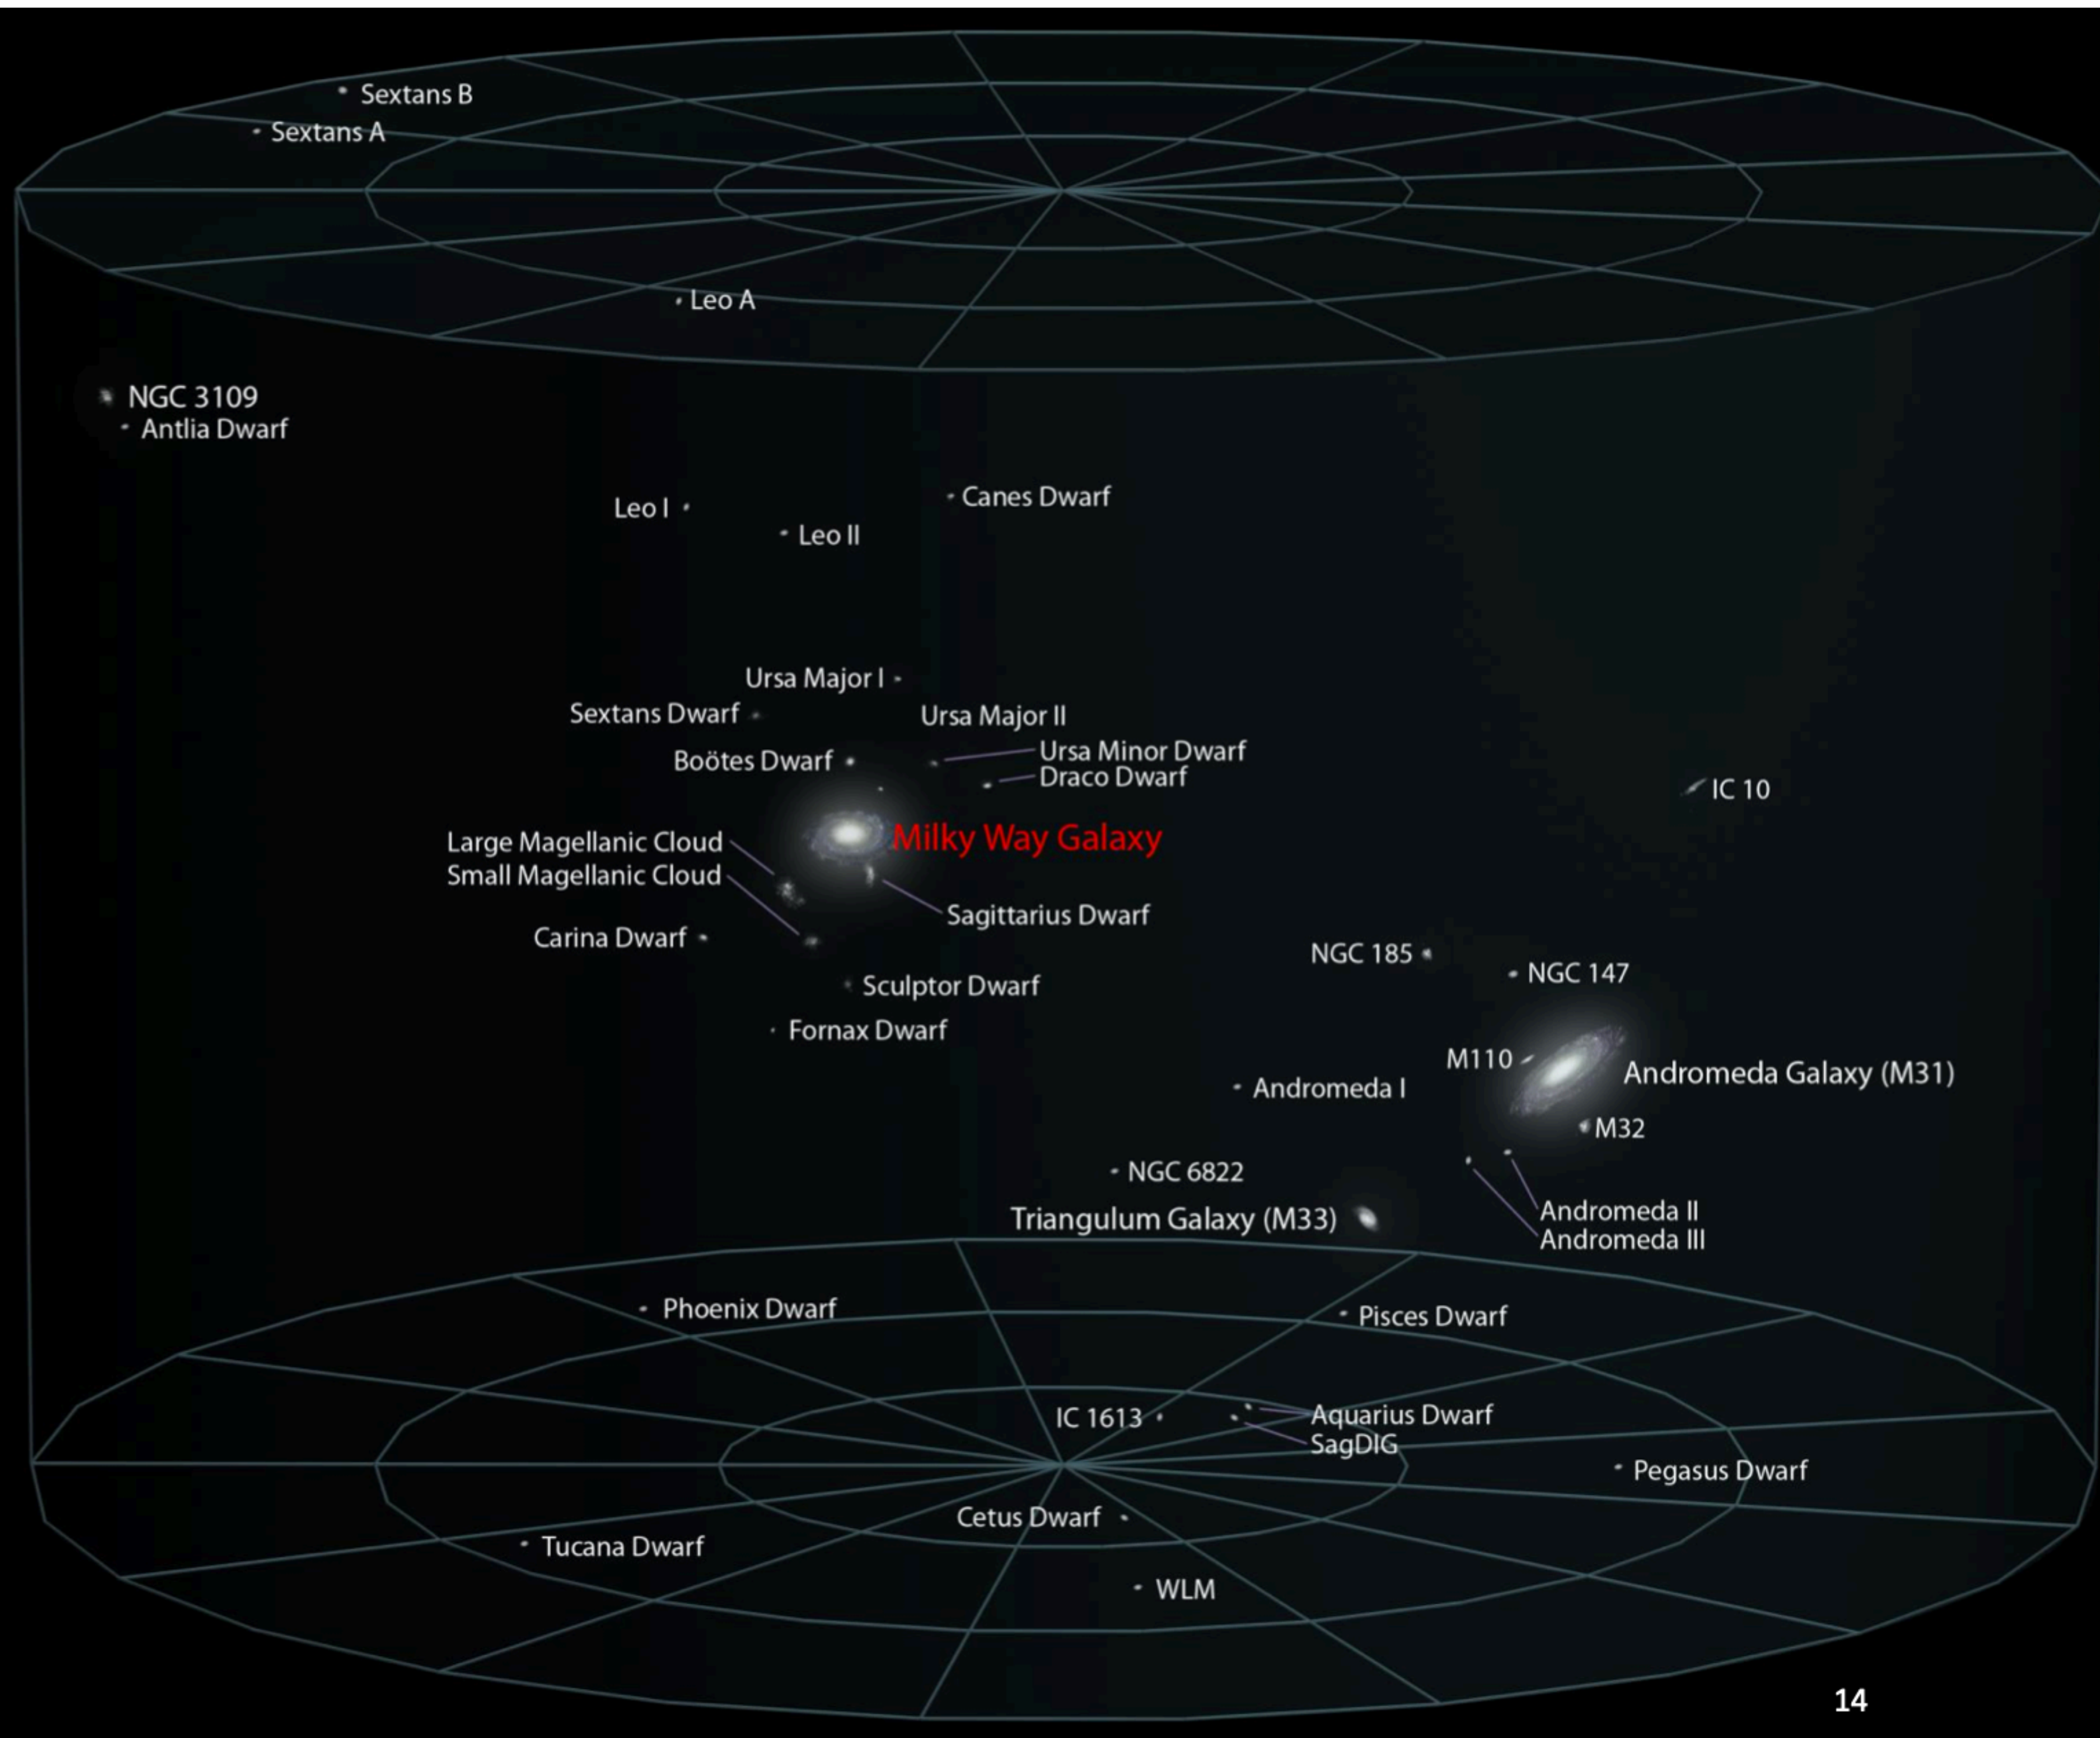 Sextans B
Sextans A
Leo A
NGC 3109
Antlia Dwarf
Canes Dwarf
Leo I
Leo II
Ursa Major I
Sextans Dwarf
Ursa Major II
Ursa Minor Dwarf
Boötes Dwarf
Draco Dwarf
IC 10
Milky Way Galaxy
Large Magellanic Cloud
Small Magellanic Cloud
Sagittarius Dwarf
Carina Dwarf
NGC 185
NGC 147
Sculptor Dwarf
Fornax Dwarf
M110
Andromeda Galaxy (M31)
Andromeda I
M32
NGC 6822
Andromeda II
Triangulum Galaxy (M33)
Andromeda III
Phoenix Dwarf
Pisces Dwarf
IC 1613
Aquarius Dwarf
SagDIG
Pegasus Dwarf
Cetus Dwarf
Tucana Dwarf
WLM
14